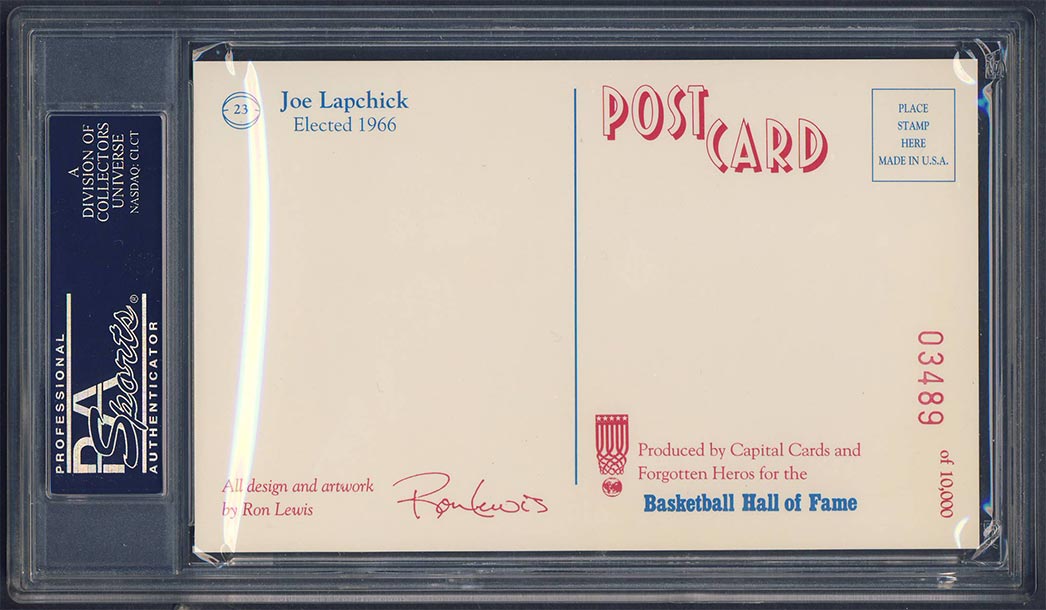 A
DIVISION OF
COLLECTORS
UNIVERSE
NASDAQ: CLCT
PROFESSIONAL
PSA
Sports®
AUTHENTICATOR
23
Joe Lapchick
Elected 1966
All design and artwork
by Ron Lewis
Ron Lewis
POST
CARD
PLACE
STAMP
HERE
MADE IN U.S.A.
03489
of 10,000
Produced by Capital Cards and
Forgotten Heros for the
Basketball Hall of Fame